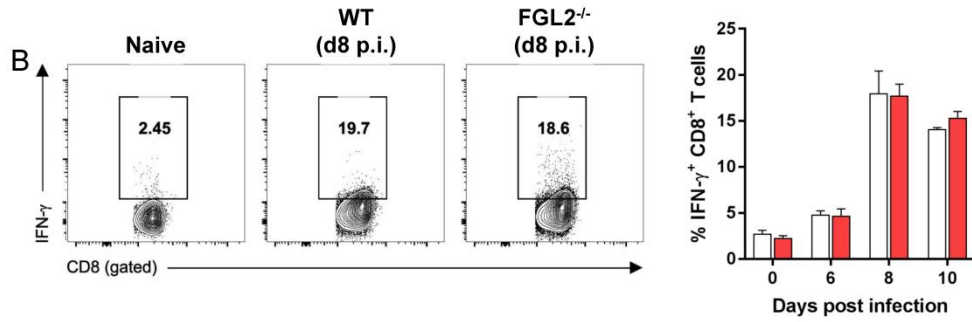 B
Naive
WT
(d8 p.i.)
FGL2-/-
(d8 p.i.)
IFN-γ
2.45
19.7
18.6
CD8 (gated)
% IFN-γ+ CD8+ T cells
25
20
15
10
5
0
0 6 8 10
Days post infection